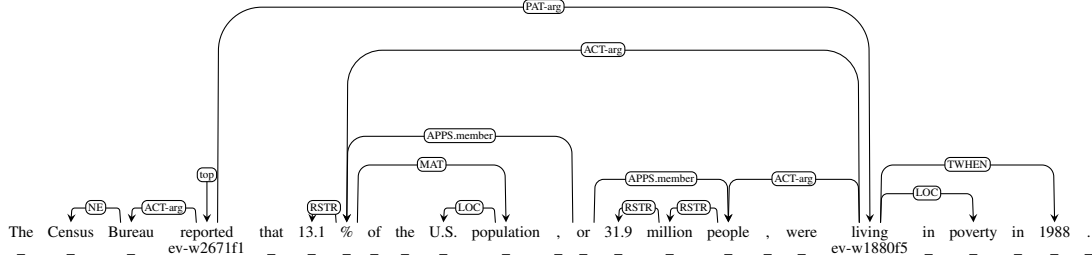 PAT-arg
ACT-arg
APPS.member
top MAT TWHEN
APPS.member ACT-arg
NE ACT-arg RSTR LOC RSTR RSTR LOC
The Census Bureau reported that 13.1 % of the U.S. population , or 31.9 million people , were living in poverty in 1988 .
_ _ _ ev-w2671f1 _ _ _ _ _ _ _ _ _ _ _ _ _ _ ev-w1880f5 _ _ _ _ _